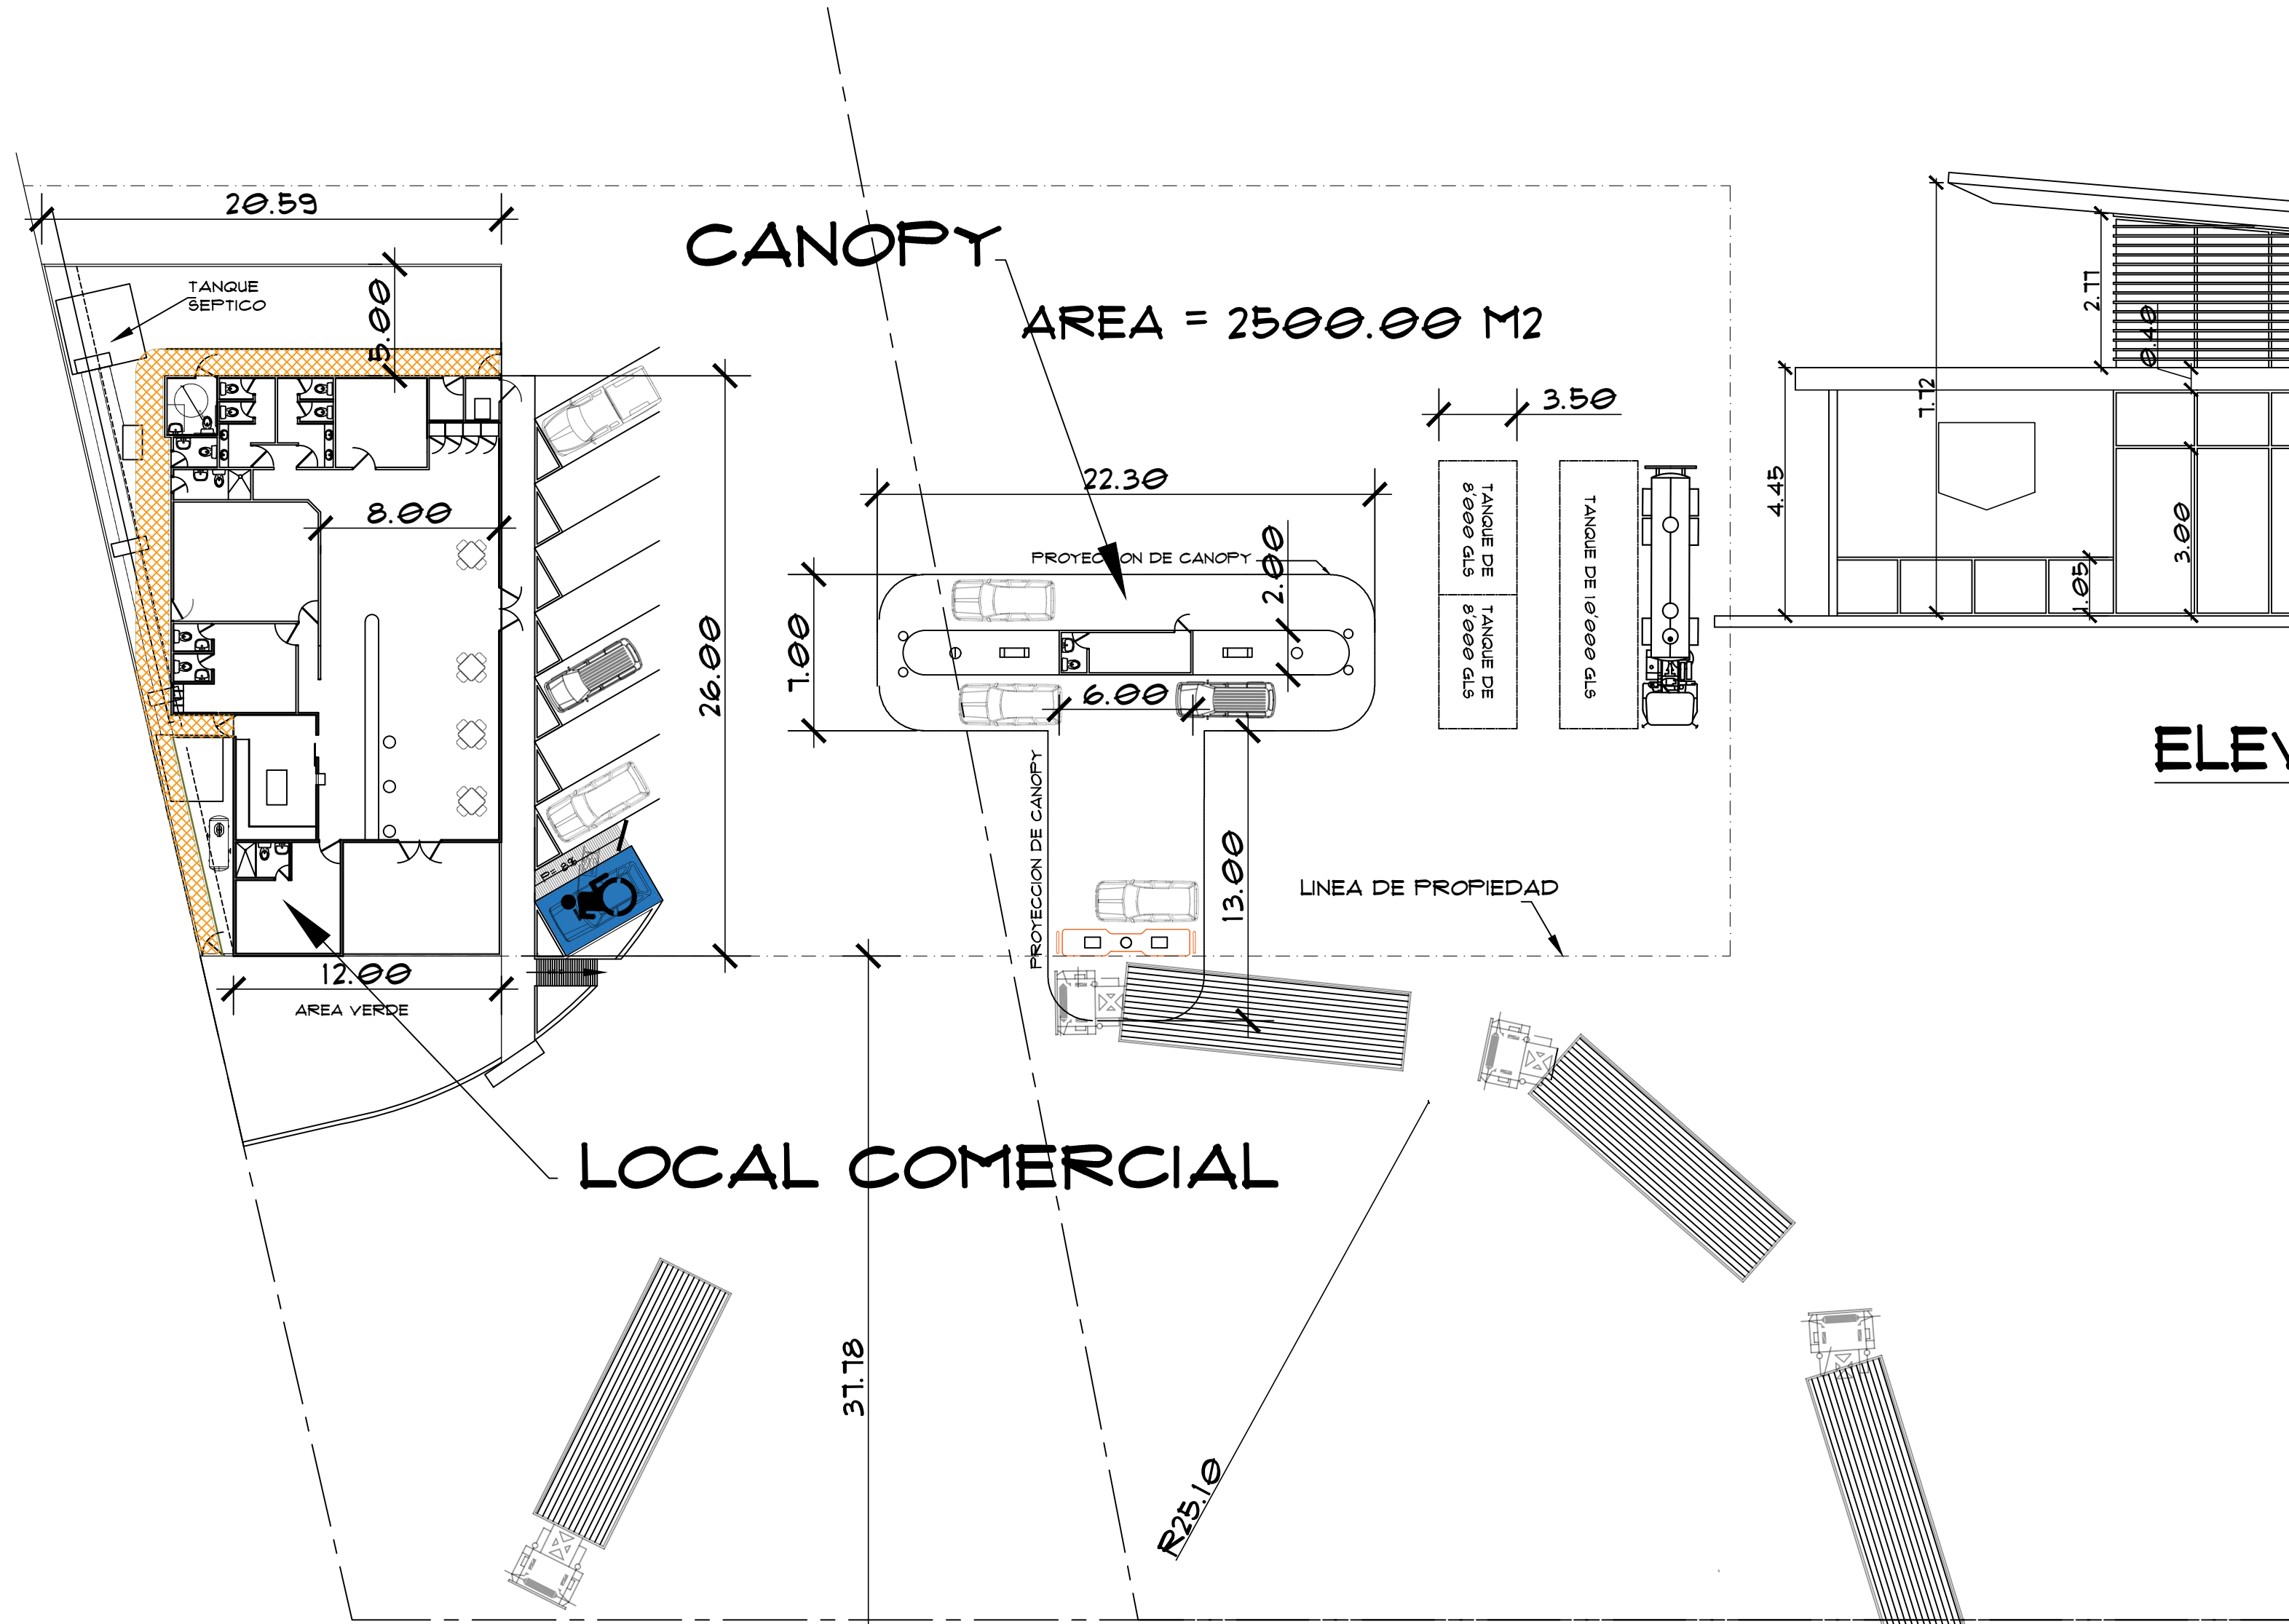 20.59
CANOPY
TANQUE
SEPTICO
5.00
AREA = 2500.00 M2
2.77
0.40
7.72
4.45
3.00
1.05
3.50
22.30
TANQUE DE
8'000 GLS
TANQUE DE
8'000 GLS
TANQUE DE 10'000 GLS
8.00
PROYECCION DE CANOPY
2.00
7.00
6.00
26.00
ELEV
PROYECCION DE CANOPY
13.00
P= 8%
LINEA DE PROPIEDAD
12.00
AREA VERDE
LOCAL COMERCIAL
37.78
R25.10